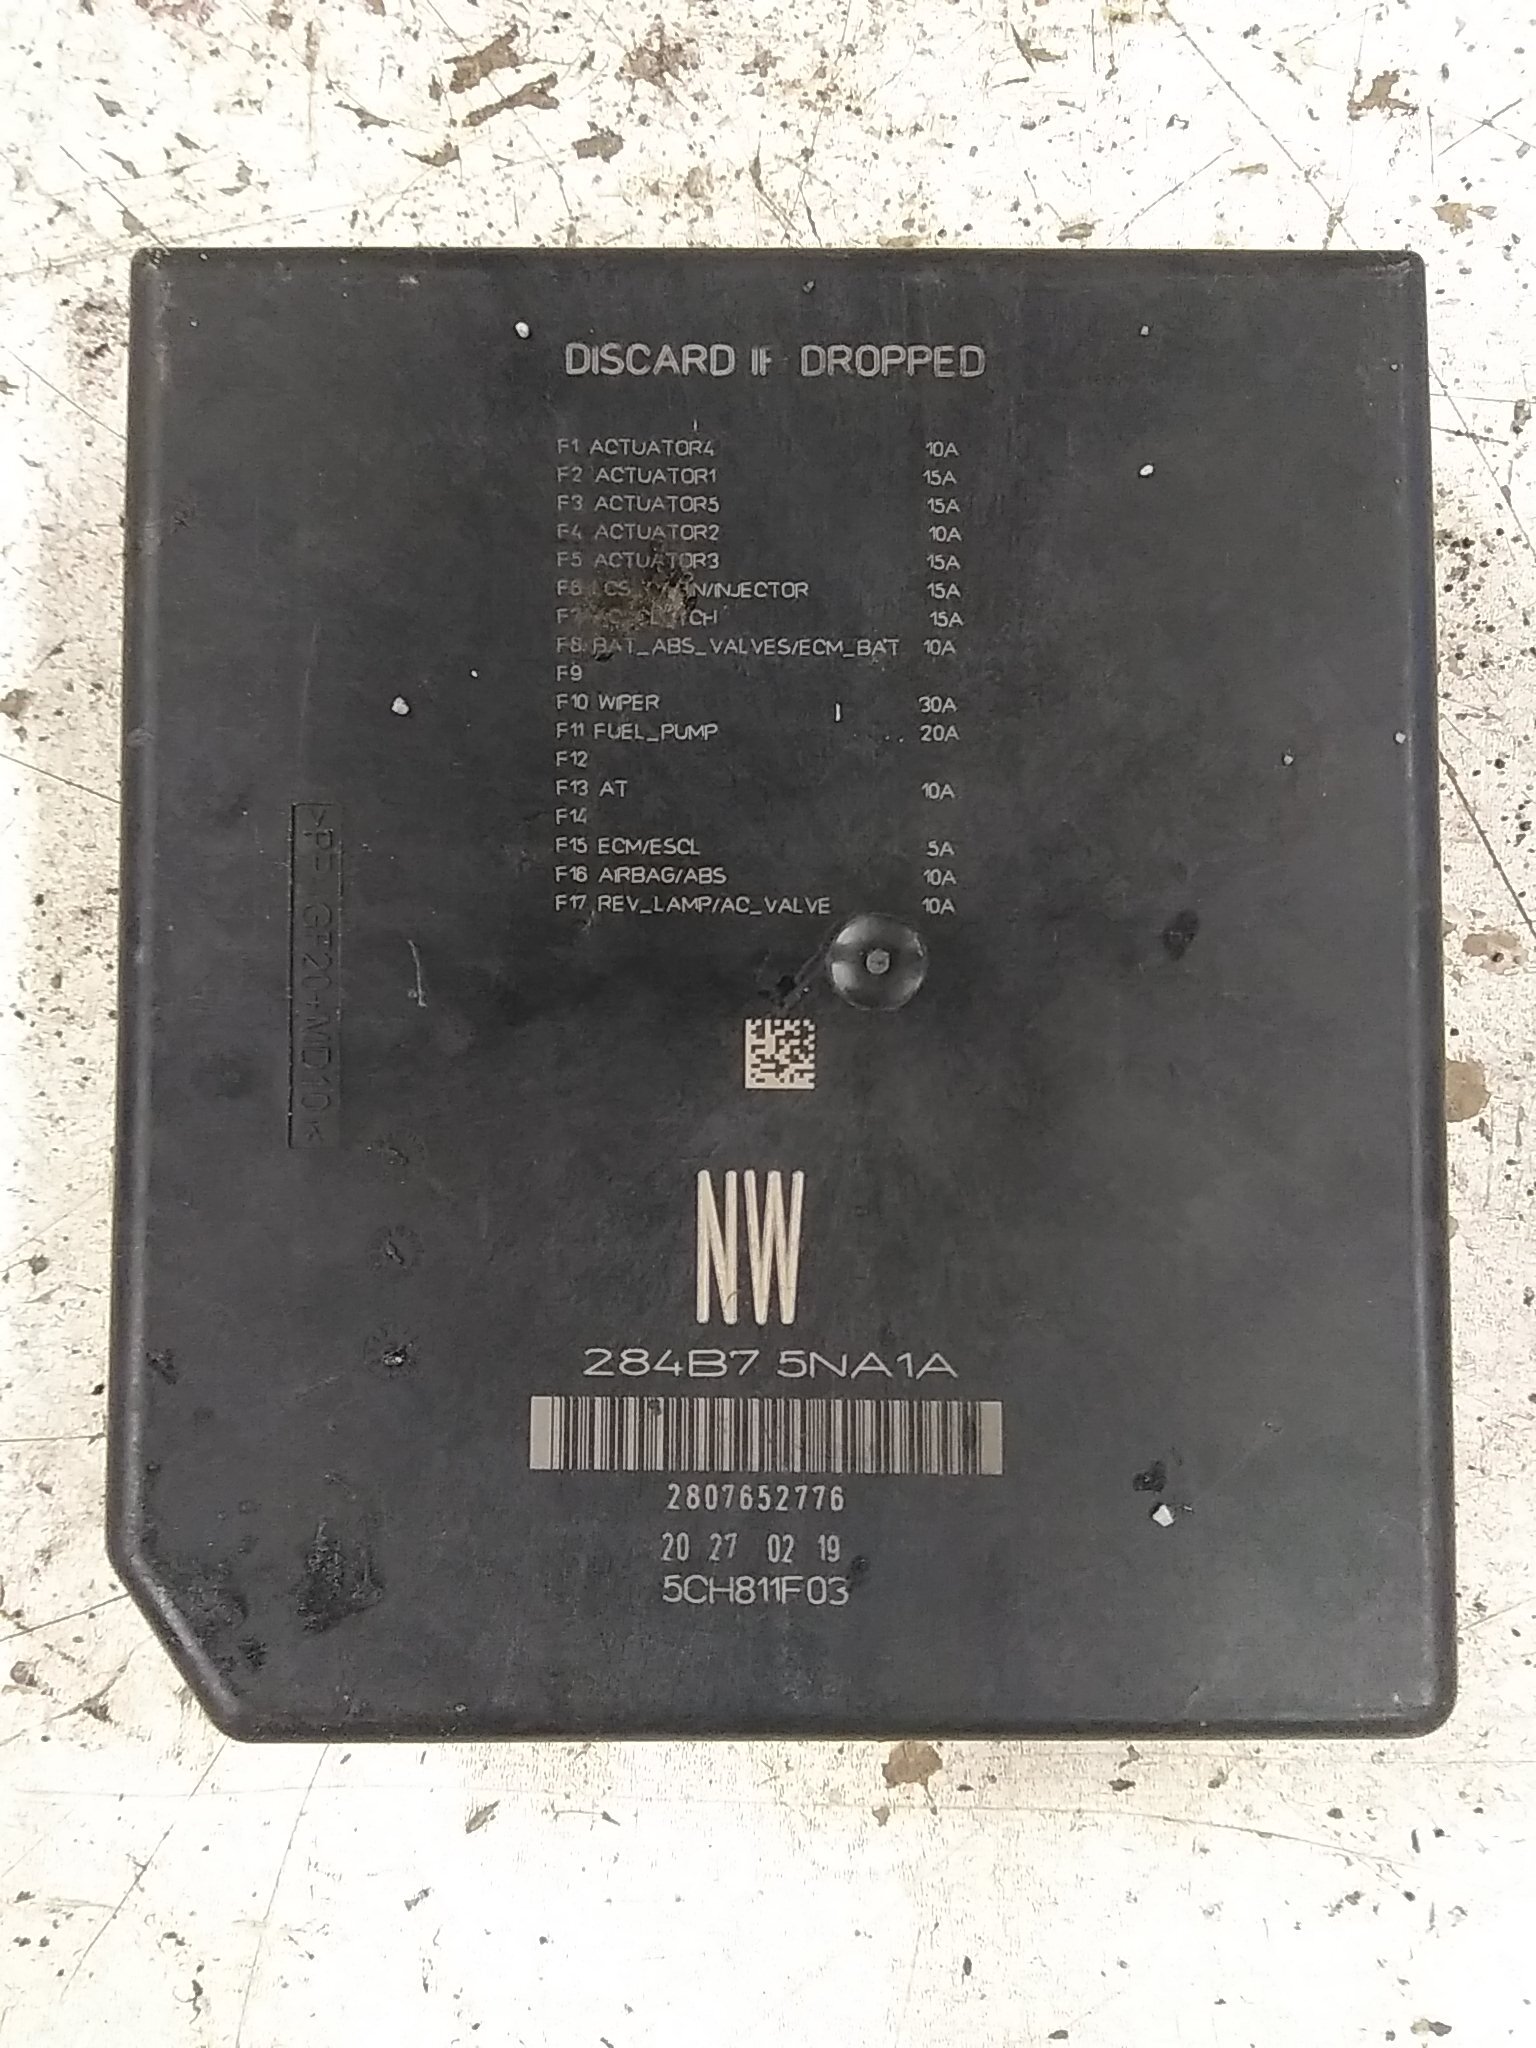 DISCARD IF DROPPED
F1 ACTUATOR4 10A
F2 ACTUATOR1 15A
F3 ACTUATOR5 15A
F4 ACTUATOR2 10A
F5 ACTUATOR3 15A
F6 15A
F7 15A
F8 BAT_ABS_VALVES/ECM_BAT 10A
F9
F10 WIPER 30A
F11 FUEL_PUMP 20A
F12
F13 AT 10A
F14
F15 ECM/ESCL 5A
F16 AIRBAG/ABS 10A
F17 REV_LAMP/AC_VALVE 10A
NW
284B7 5NA1A
2807652776
20 27 02 19
5CH811F03